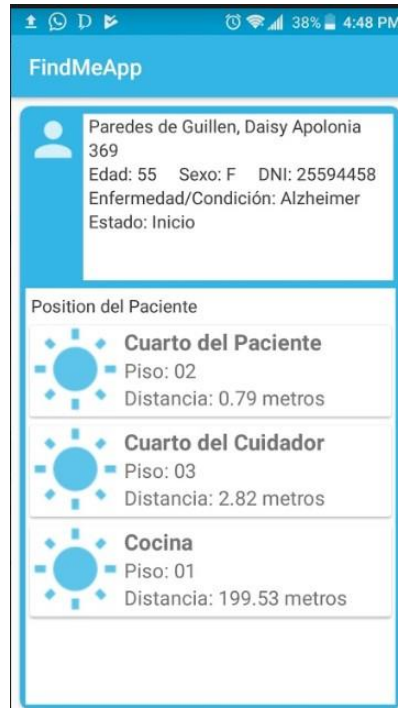 38% 4:48 PM
FindMeApp
Paredes de Guillen, Daisy Apolonia
369
Edad: 55 Sexo: F DNI: 25594458
Enfermedad/Condición: Alzheimer
Estado: Inicio
Position del Paciente
Cuarto del Paciente
Piso: 02
Distancia: 0.79 metros
Cuarto del Cuidador
Piso: 03
Distancia: 2.82 metros
Cocina
Piso: 01
Distancia: 199.53 metros